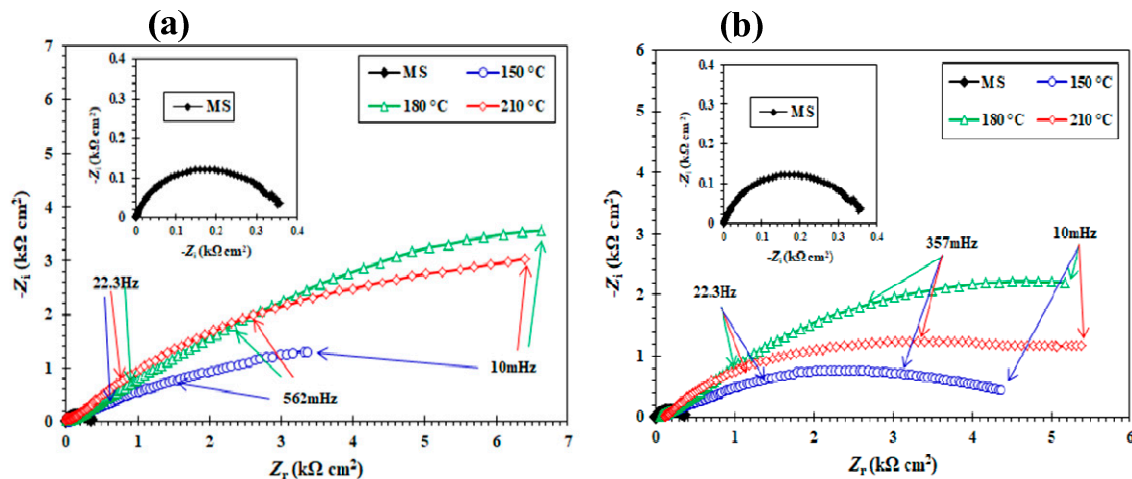 (a)
7
6
5
4
3
2
1
0
-Zi (kΩ cm²)
0 1 2 3 4 5 6 7
Zr (kΩ cm²)
MS 150 °C
180 °C 210 °C
0.4
0.3
0.2
0.1
0
-Zi (kΩ cm²)
MS
0 0.1 0.2 0.3 0.4
-Zi (kΩ cm²)
22.3Hz
562mHz
10mHz
(b)
6
5
4
3
2
1
0
-Zi (kΩ cm²)
0 1 2 3 4 5 6
Zr (kΩ cm²)
MS 150 °C
180 °C 210 °C
0.4
0.3
0.2
0.1
0
-Zi (kΩ cm²)
MS
0 0.1 0.2 0.3 0.4
-Zi (kΩ cm²)
22.3Hz
357mHz
10mHz